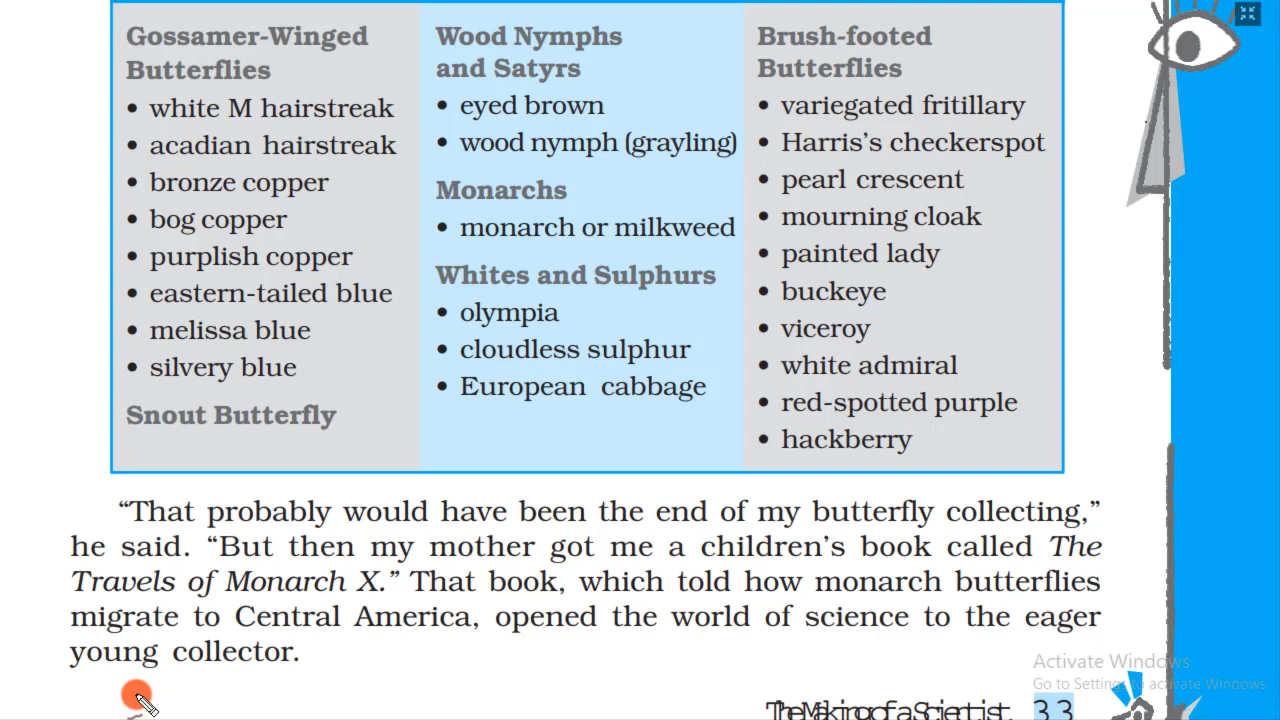 Gossamer-Winged
Butterflies
• white M hairstreak
• acadian hairstreak
• bronze copper
• bog copper
• purplish copper
• eastern-tailed blue
• melissa blue
• silvery blue
Snout Butterfly
Wood Nymphs
and Satyrs
• eyed brown
• wood nymph (grayling)
Monarchs
• monarch or milkweed
Whites and Sulphurs
• olympia
• cloudless sulphur
• European cabbage
Brush-footed
Butterflies
• variegated fritillary
• Harris's checkerspot
• pearl crescent
• mourning cloak
• painted lady
• buckeye
• viceroy
• white admiral
• red-spotted purple
• hackberry
“That probably would have been the end of my butterfly collecting,”
he said. “But then my mother got me a children's book called The
Travels of Monarch X.” That book, which told how monarch butterflies
migrate to Central America, opened the world of science to the eager
young collector.
Activate Windows
Go to Settings to activate Windows
The Making of a Scientist 33